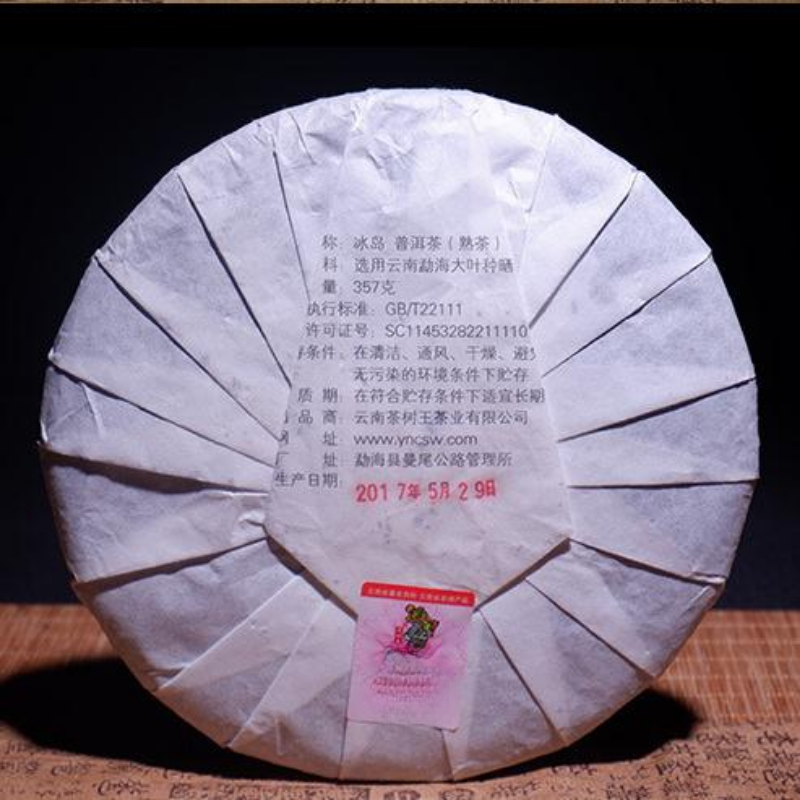 称：冰岛 普洱茶（熟茶）
料：选用云南勐海大叶种晒
量：357克
执行标准：GB/T22111
许可证号：SC11453282211110
条件：在清洁、通风、干燥、避
无污染的环境条件下贮存
质 期：在符合贮存条件下适宜长期
品 商：云南茶树王茶业有限公司
址：www.yncsw.com
址：勐海县曼尾公路管理所
生产日期：2017年5月29日